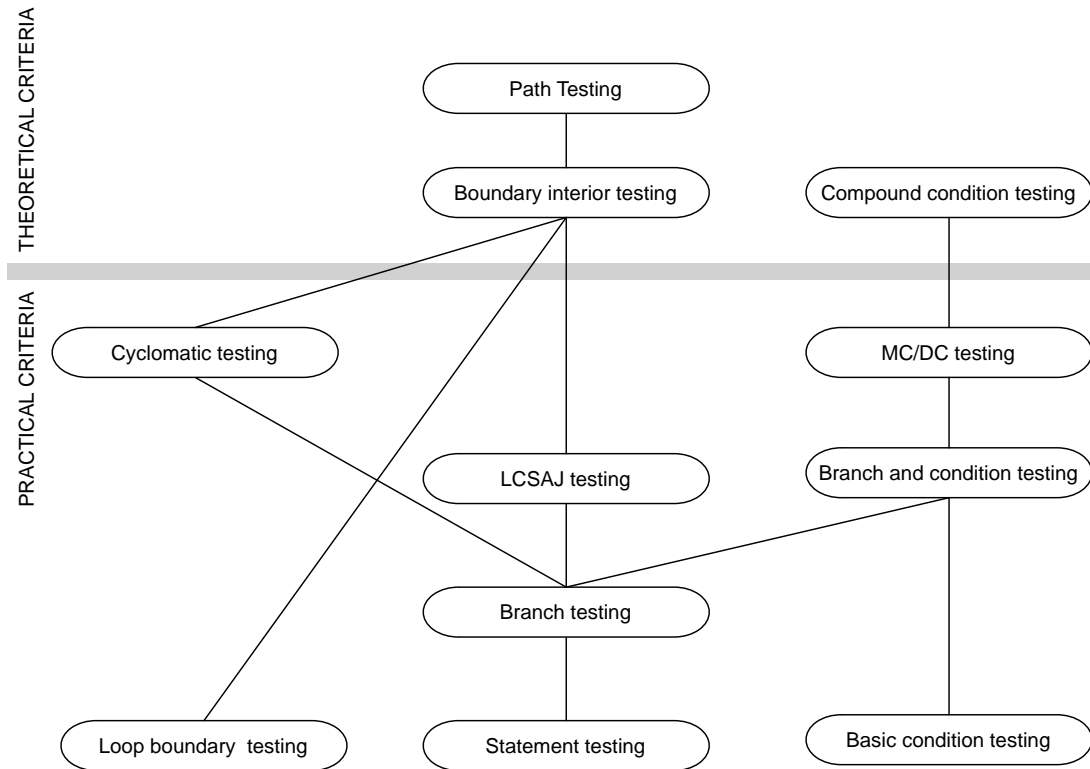 THEORETICAL CRITERIA
Path Testing
Boundary interior testing
Compound condition testing
PRACTICAL CRITERIA
Cyclomatic testing
MC/DC testing
LCSAJ testing
Branch and condition testing
Branch testing
Loop boundary testing
Statement testing
Basic condition testing